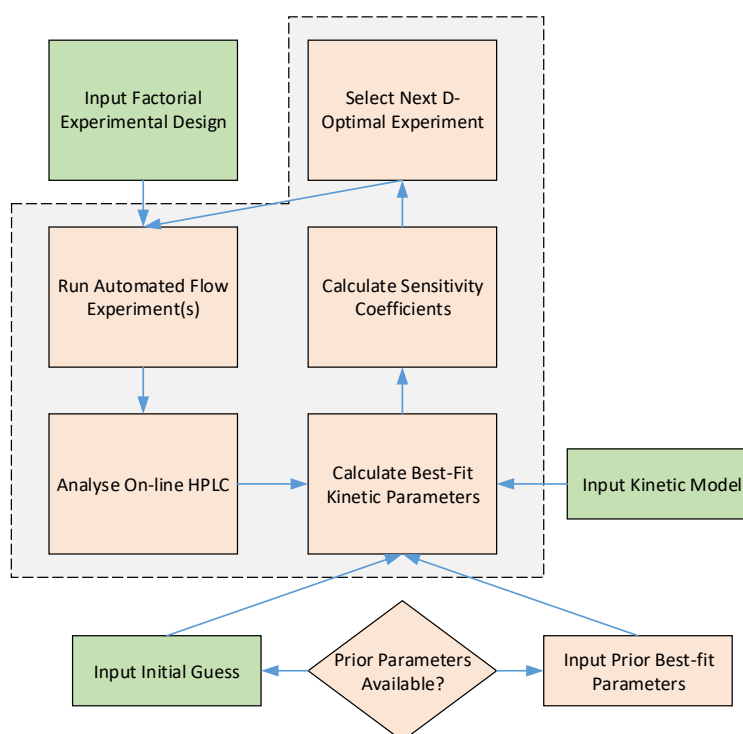 Input Factorial
Experimental Design
Select Next D-
Optimal Experiment
Run Automated Flow
Experiment(s)
Calculate Sensitivity
Coefficients
Analyse On-line HPLC
Calculate Best-Fit
Kinetic Parameters
Input Kinetic Model
Input Initial Guess
Prior Parameters
Available?
Input Prior Best-fit
Parameters